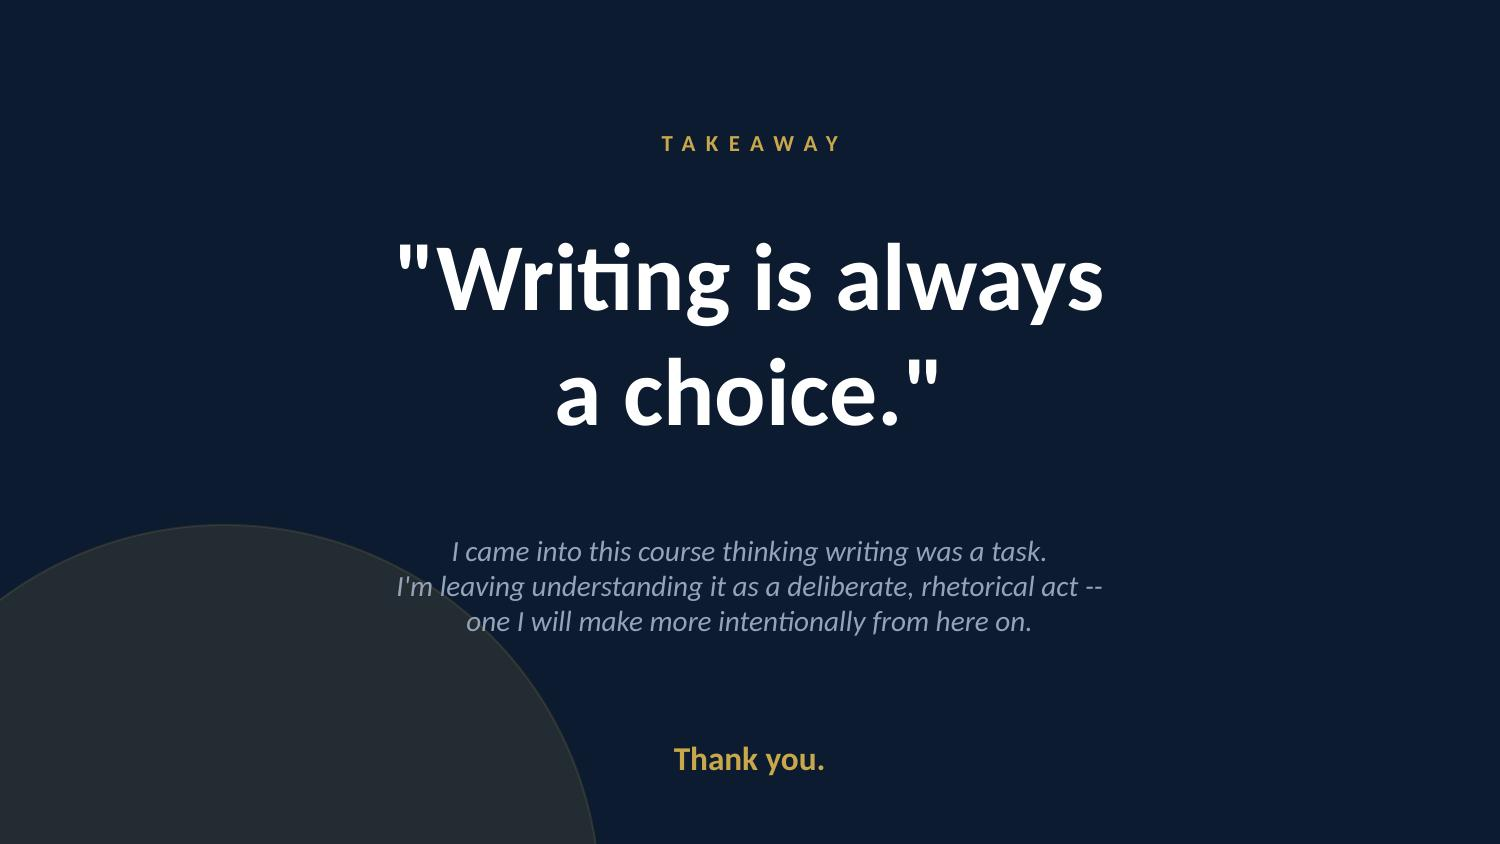 TAKEAWAY
"Writing is always
a choice."
I came into this course thinking writing was a task.
I'm leaving understanding it as a deliberate, rhetorical act --
one I will make more intentionally from here on.
Thank you.